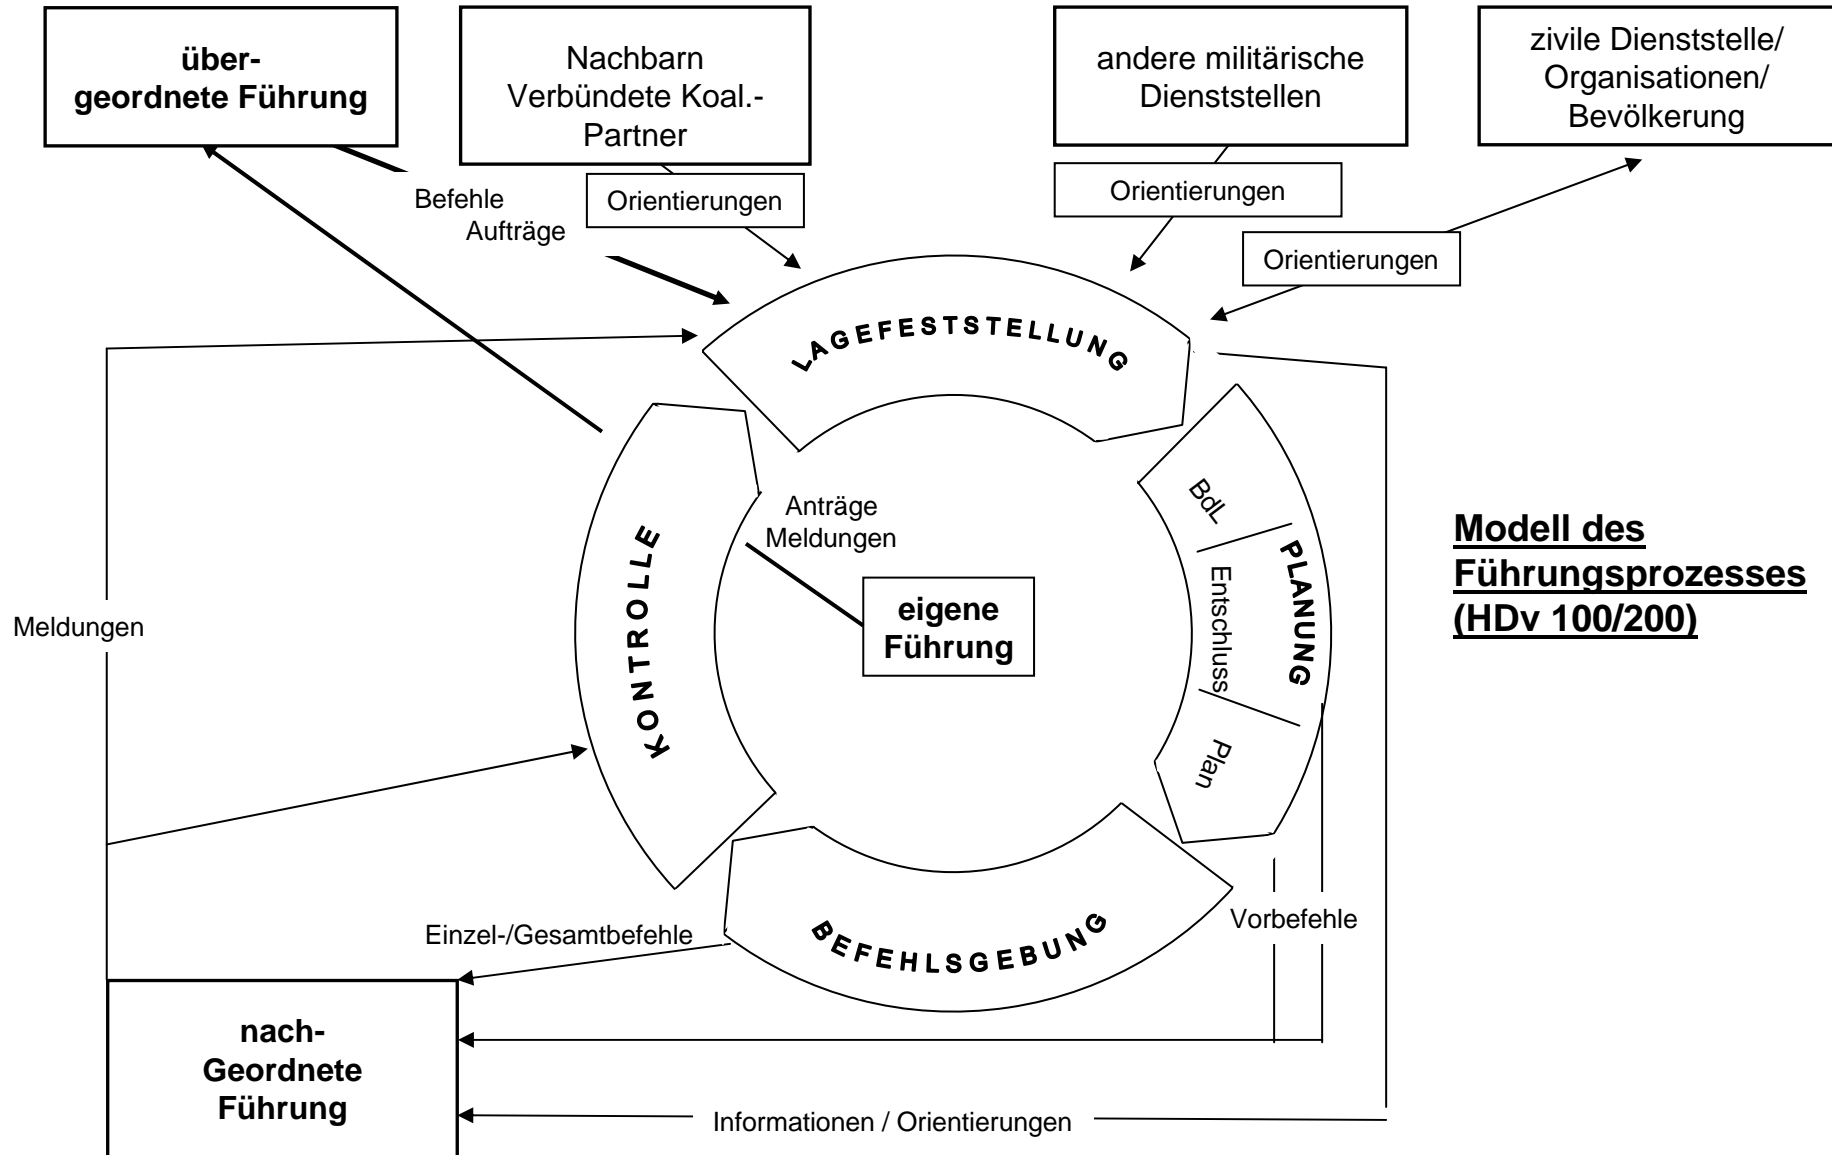 über-
geordnete Führung
Nachbarn
Verbündete Koal.-
Partner
andere militärische
Dienststellen
zivile Dienststelle/
Organisationen/
Bevölkerung
Befehle
Aufträge
Orientierungen
Orientierungen
Orientierungen
LAGEFESTSTELLUNG
BdL
Entschluss
Plan
PLANUNG
Anträge
Meldungen
eigene
Führung
KONTROLLE
Modell des
Führungsprozesses
(HDv 100/200)
Meldungen
Einzel-/Gesamtbefehle
BEFEHLSGEBUNG
Vorbefehle
nach-
Geordnete
Führung
Informationen / Orientierungen